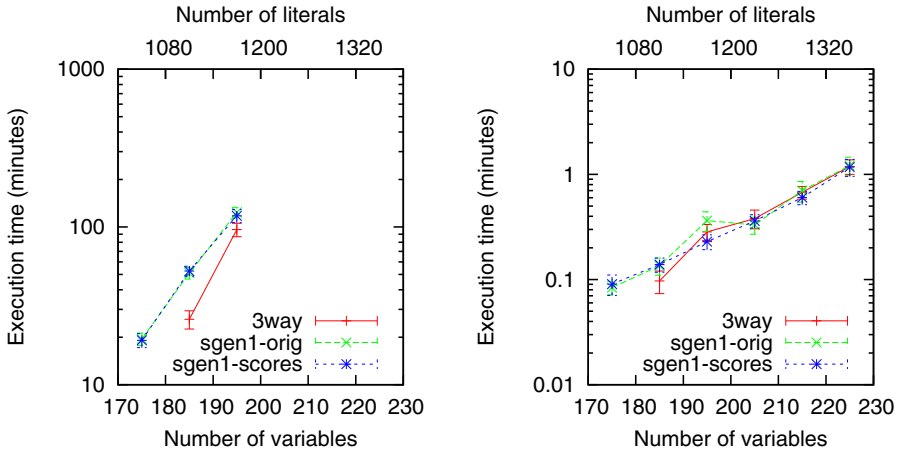 Number of literals
1080 1200 1320
1000
100
10
Execution time (minutes)
3way
sgen1-orig
sgen1-scores
170 180 190 200 210 220 230
Number of variables
Number of literals
1080 1200 1320
10
1
0.1
0.01
Execution time (minutes)
3way
sgen1-orig
sgen1-scores
170 180 190 200 210 220 230
Number of variables